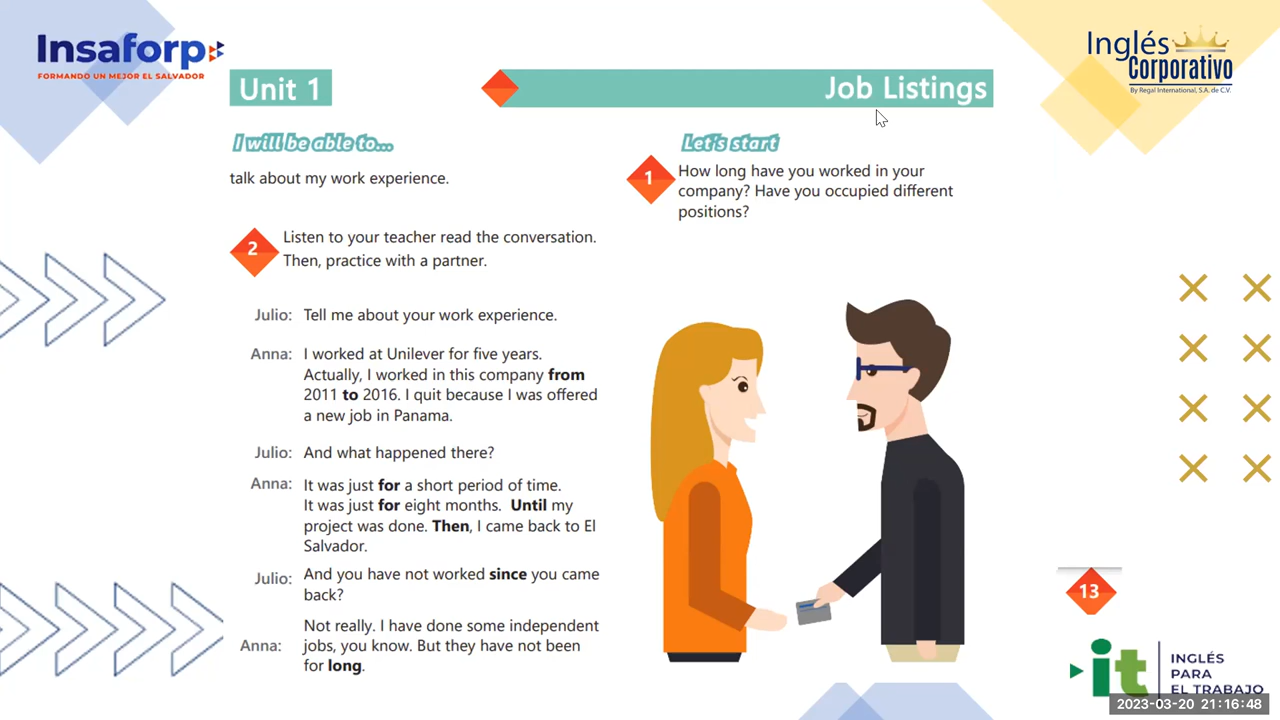 Insaforp
FORMANDO UN MEJOR EL SALVADOR
Inglés
Corporativo
By Regal International, S.A. de C.V.
Unit 1
Job Listings
I will be able to...
talk about my work experience.
Let's start
1
How long have you worked in your
company? Have you occupied different
positions?
2
Listen to your teacher read the conversation.
Then, practice with a partner.
Julio: Tell me about your work experience.
Anna: I worked at Unilever for five years.
Actually, I worked in this company from
2011 to 2016. I quit because I was offered
a new job in Panama.
Julio: And what happened there?
Anna: It was just for a short period of time.
It was just for eight months. Until my
project was done. Then, I came back to El
Salvador.
Julio: And you have not worked since you came
back?
Anna: Not really. I have done some independent
jobs, you know. But they have not been
for long.
13
it
INGLÉS
PARA
EL TRABAJO
2023-03-20 21:16:48